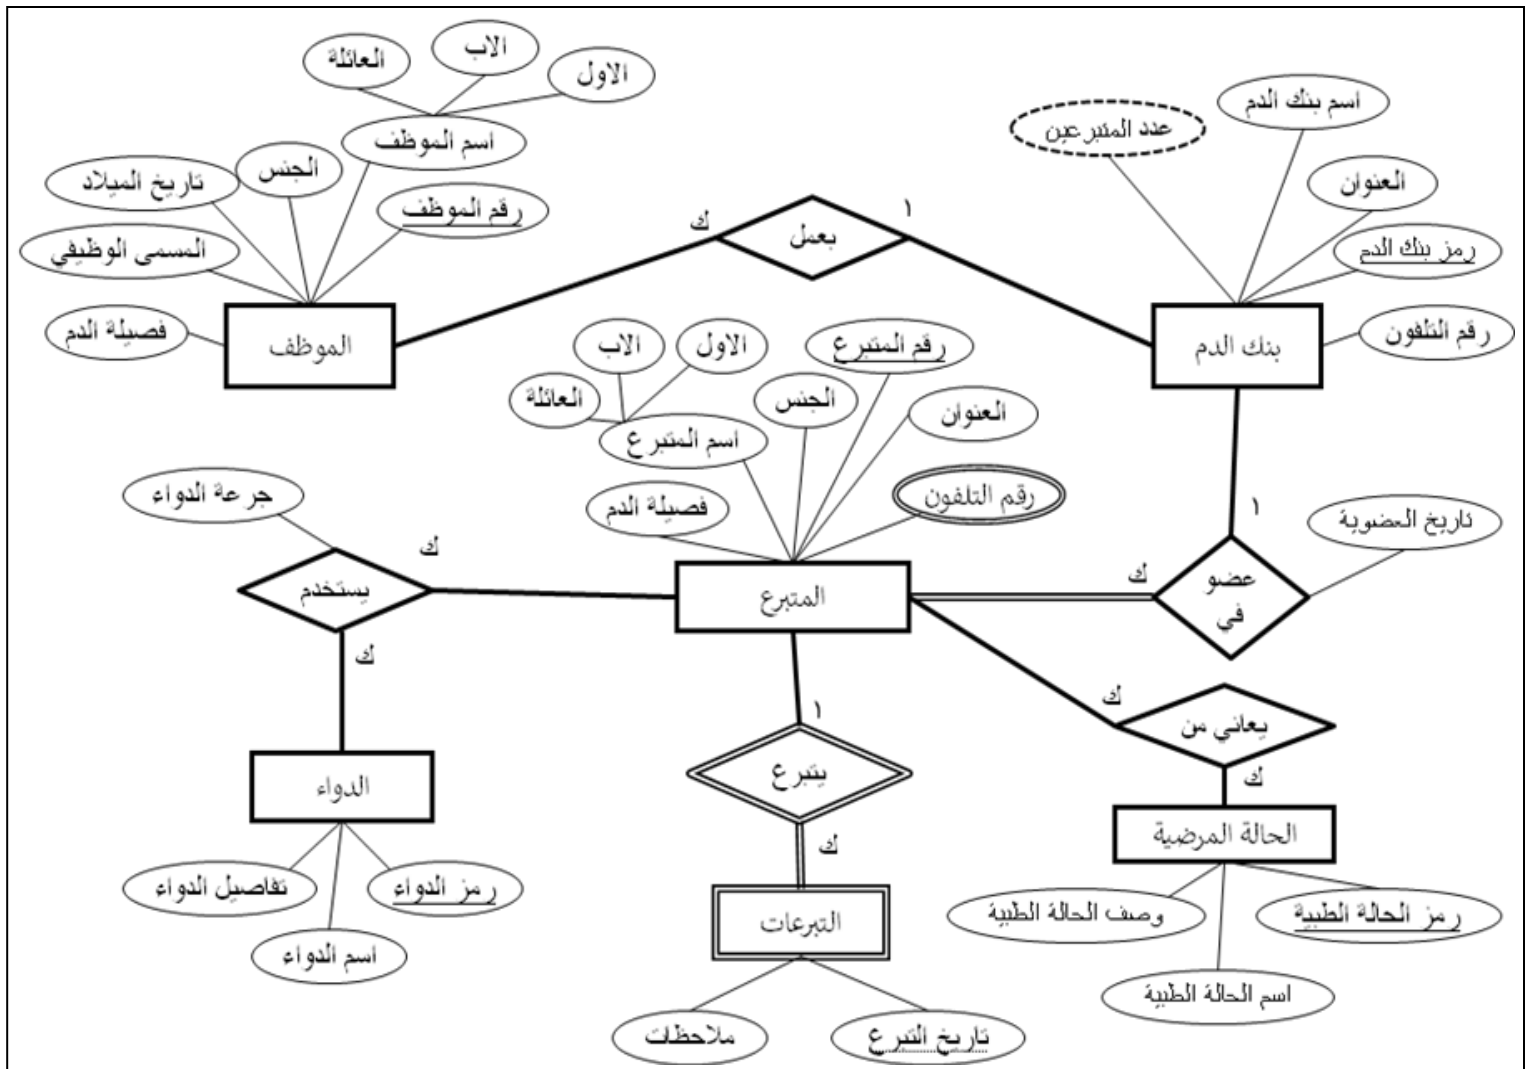 العائلة
الاب
الاول
اسم الموظف
الجنس
تاريخ الميلاد
رقم الموظف
المسمى الوظيفي
فصيلة الدم
الموظف
ك
يعمل
١
اسم بنك الدم
عدد المتبرعين
العنوان
رمز بنك الدم
رقم التلفون
بنك الدم
الاول
الاب
العائلة
اسم المتبرع
الجنس
رقم المتبرع
العنوان
رقم التلفون
فصيلة الدم
المتبرع
١
تاريخ العضوية
عضو
في
ك
جرعة الدواء
ك
يستخدم
ك
الدواء
رمز الدواء
تفاصيل الدواء
اسم الدواء
١
يتبرع
ك
التبرعات
تاريخ التبرع
ملاحظات
ك
يعاني من
ك
الحالة المرضية
رمز الحالة الطبية
وصف الحالة الطبية
اسم الحالة الطبية